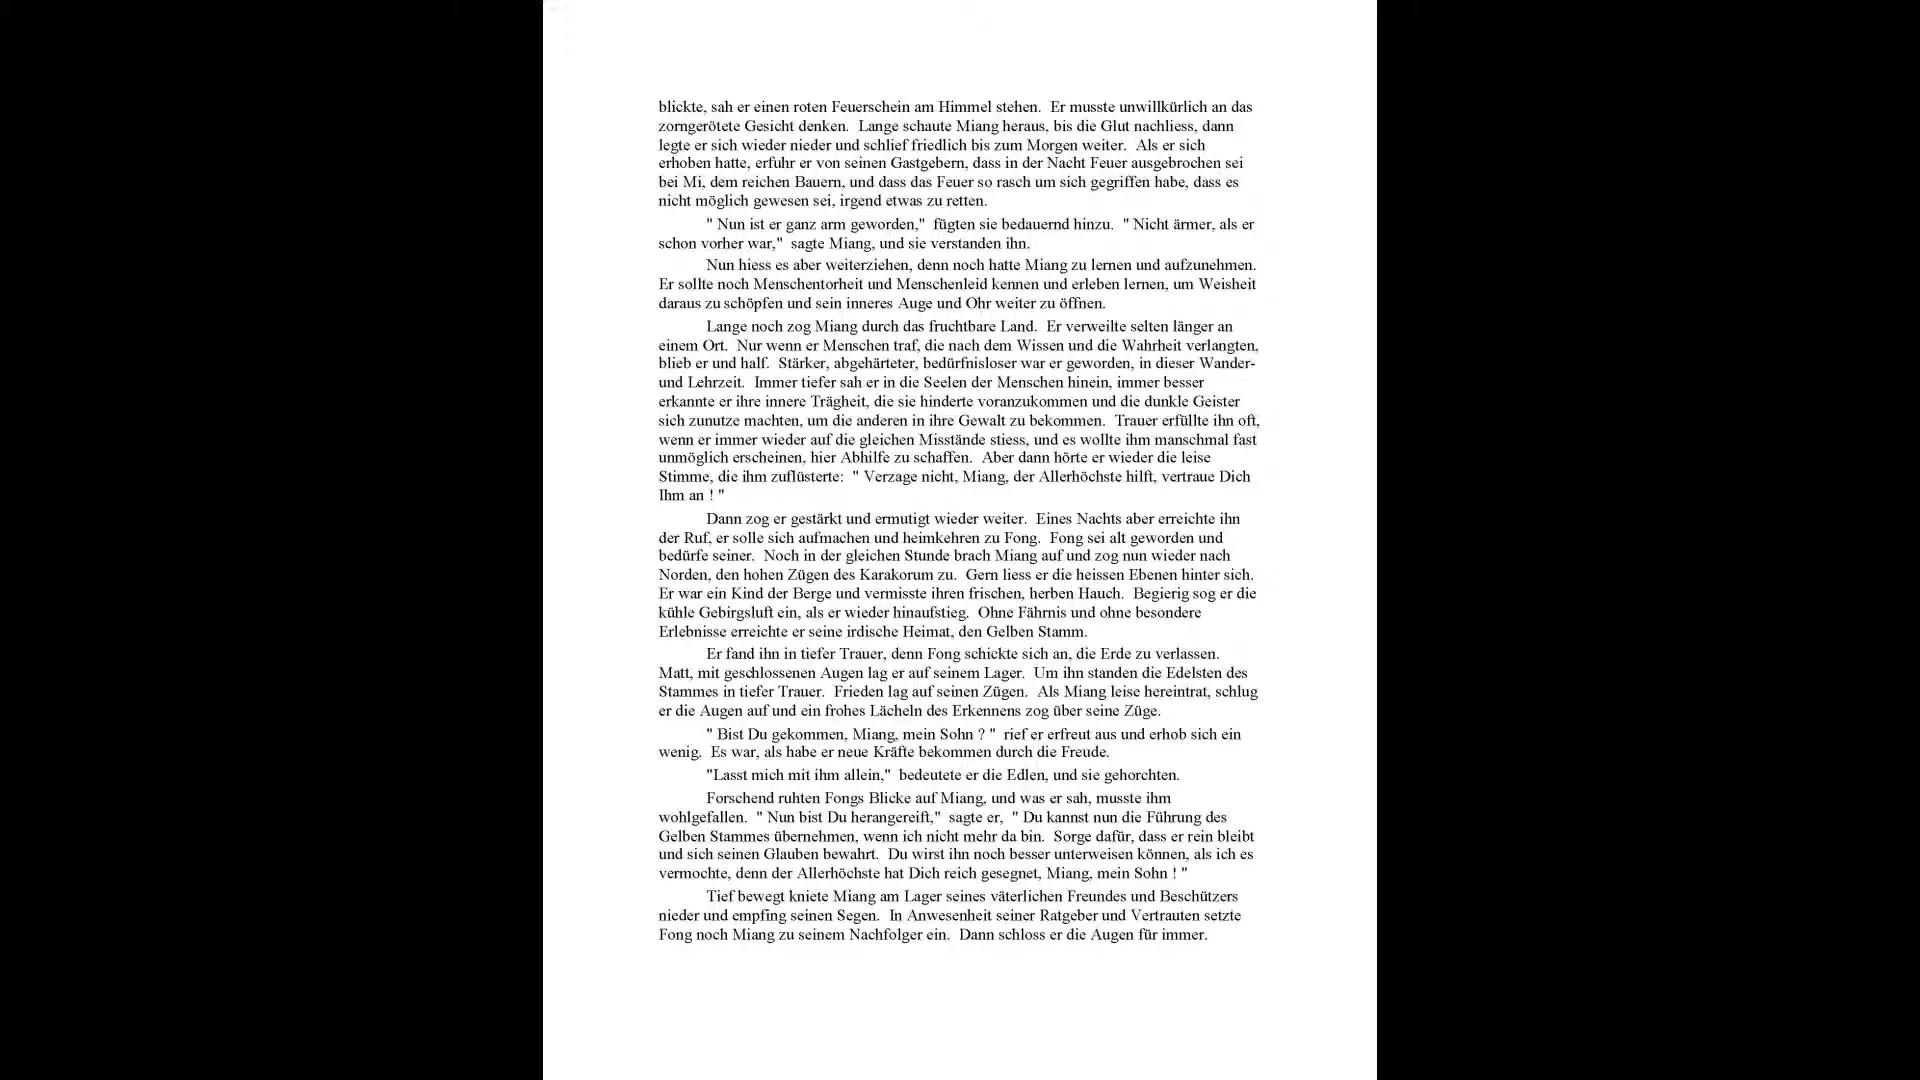 blickte, sah er einen roten Feuerschein am Himmel stehen.  Er musste unwillkürlich an das
zorngerötete Gesicht denken.  Lange schaute Miang heraus, bis die Glut nachliess, dann
legte er sich wieder nieder und schlief friedlich bis zum Morgen weiter.  Als er sich
erhoben hatte, erfuhr er von seinen Gastgebern, dass in der Nacht Feuer ausgebrochen sei
bei Mi, dem reichen Bauern, und dass das Feuer so rasch um sich gegriffen habe, dass es
nicht möglich gewesen sei, irgend etwas zu retten.
" Nun ist er ganz arm geworden,"  fügten sie bedauernd hinzu.  " Nicht ärmer, als er
schon vorher war,"  sagte Miang, und sie verstanden ihn.
Nun hiess es aber weiterziehen, denn noch hatte Miang zu lernen und aufzunehmen.
Er sollte noch Menschentorheit und Menschenleid kennen und erleben lernen, um Weisheit
daraus zu schöpfen und sein inneres Auge und Ohr weiter zu öffnen.
Lange noch zog Miang durch das fruchtbare Land.  Er verweilte selten länger an
einem Ort.  Nur wenn er Menschen traf, die nach dem Wissen und die Wahrheit verlangten,
blieb er und half.  Stärker, abgehärteter, bedürfnisloser war er geworden, in dieser Wander-
und Lehrzeit.  Immer tiefer sah er in die Seelen der Menschen hinein, immer besser
erkannte er ihre innere Trägheit, die sie hinderte voranzukommen und die dunkle Geister
sich zunutze machten, um die anderen in ihre Gewalt zu bekommen.  Trauer erfüllte ihn oft,
wenn er immer wieder auf die gleichen Misstände stiess, und es wollte ihm manschmal fast
unmöglich erscheinen, hier Abhilfe zu schaffen.  Aber dann hörte er wieder die leise
Stimme, die ihm zuflüsterte:  " Verzage nicht, Miang, der Allerhöchste hilft, vertraue Dich
Ihm an ! "
Dann zog er gestärkt und ermutigt wieder weiter.  Eines Nachts aber erreichte ihn
der Ruf, er solle sich aufmachen und heimkehren zu Fong.  Fong sei alt geworden und
bedürfe seiner.  Noch in der gleichen Stunde brach Miang auf und zog nun wieder nach
Norden, den hohen Zügen des Karakorum zu.  Gern liess er die heissen Ebenen hinter sich.
Er war ein Kind der Berge und vermisste ihren frischen, herben Hauch.  Begierig sog er die
kühle Gebirgsluft ein, als er wieder hinaufstieg.  Ohne Fährnis und ohne besondere
Erlebnisse erreichte er seine irdische Heimat, den Gelben Stamm.
Er fand ihn in tiefer Trauer, denn Fong schickte sich an, die Erde zu verlassen.
Matt, mit geschlossenen Augen lag er auf seinem Lager.  Um ihn standen die Edelsten des
Stammes in tiefer Trauer.  Frieden lag auf seinen Zügen.  Als Miang leise hereintrat, schlug
er die Augen auf und ein frohes Lächeln des Erkennens zog über seine Züge.
" Bist Du gekommen, Miang, mein Sohn ? "  rief er erfreut aus und erhob sich ein
wenig.  Es war, als habe er neue Kräfte bekommen durch die Freude.
"Lasst mich mit ihm allein,"  bedeutete er die Edlen, und sie gehorchten.
Forschend ruhten Fongs Blicke auf Miang, und was er sah, musste ihm
wohlgefallen.  " Nun bist Du herangereift,"  sagte er,  " Du kannst nun die Führung des
Gelben Stammes übernehmen, wenn ich nicht mehr da bin.  Sorge dafür, dass er rein bleibt
und sich seinen Glauben bewahrt.  Du wirst ihn noch besser unterweisen können, als ich es
vermochte, denn der Allerhöchste hat Dich reich gesegnet, Miang, mein Sohn ! "
Tief bewegt kniete Miang am Lager seines väterlichen Freundes und Beschützers
nieder und empfing seinen Segen.  In Anwesenheit seiner Ratgeber und Vertrauten setzte
Fong noch Miang zu seinem Nachfolger ein.  Dann schloss er die Augen für immer.